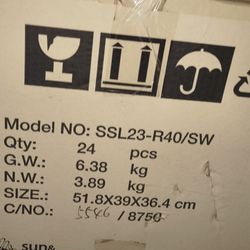 Model NO: SSL23-R40/SW
Qty: 24 pcs
G.W.: 6.38 kg
N.W.: 3.89 kg
SIZE.: 51.8X39X36.4 cm
C/NO.: 5546 / 8750
sun&